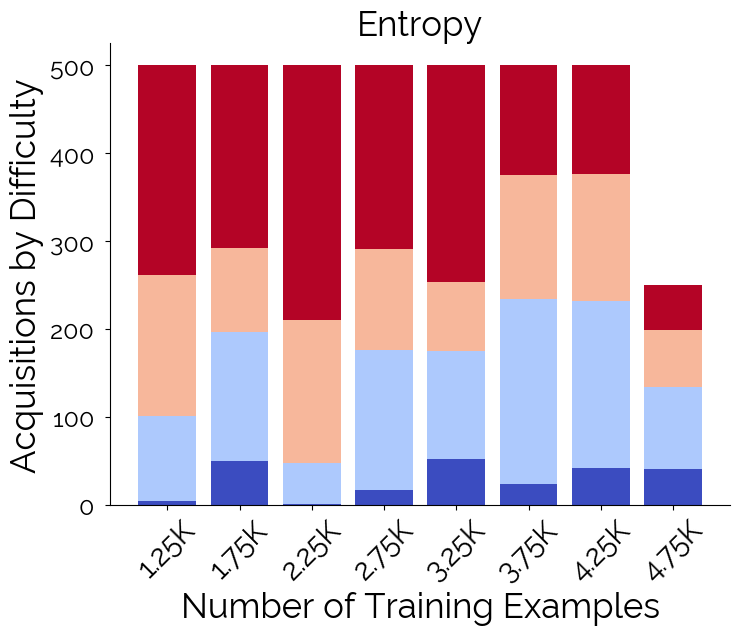 Entropy
Acquisitions by Difficulty
500
400
300
200
100
0
1.25K 1.75K 2.25K 2.75K 3.25K 3.75K 4.25K 4.75K
Number of Training Examples